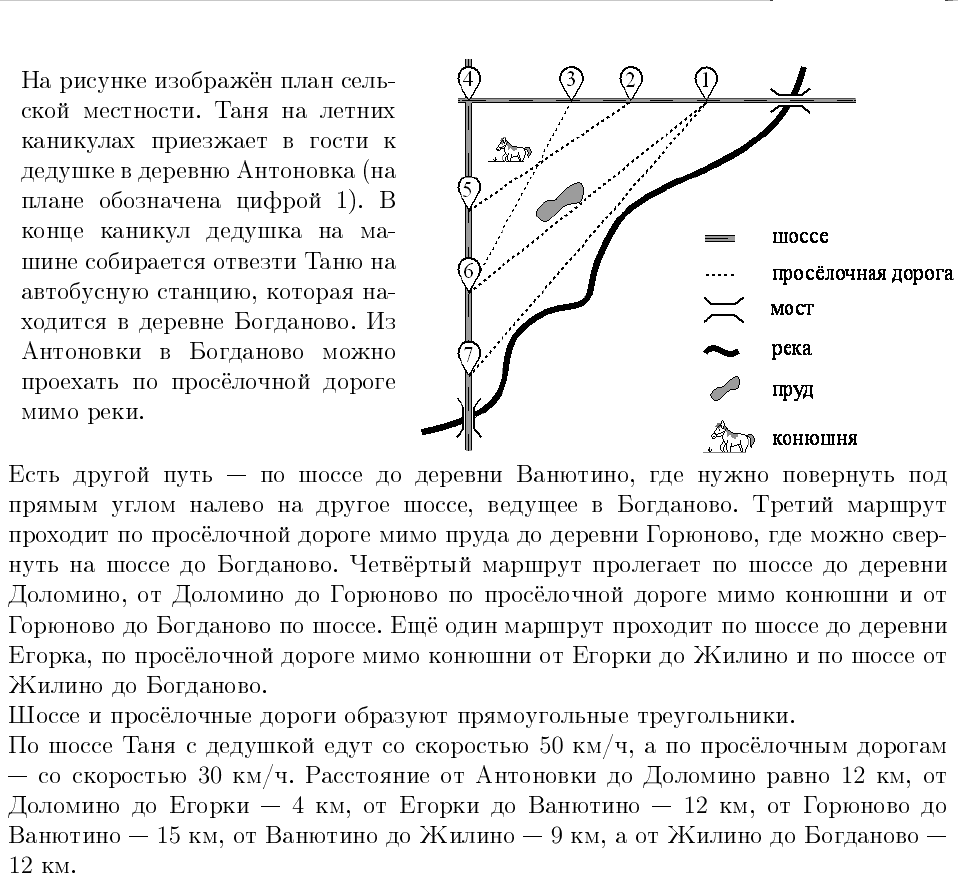 На рисунке изображён план сель-
ской местности. Таня на летних
каникулах приезжает в гости к
дедушке в деревню Антоновка (на
плане обозначена цифрой 1). В
конце каникул дедушка на ма-
шине собирается отвезти Таню на
автобусную станцию, которая на-
ходится в деревне Богданово. Из
Антоновки в Богданово можно
проехать по просёлочной дороге
мимо реки.
4 3 2 1
5
6
7
шоссе
просёлочная дорога
мост
река
пруд
конюшня
Есть другой путь — по шоссе до деревни Ванютино, где нужно повернуть под
прямым углом налево на другое шоссе, ведущее в Богданово. Третий маршрут
проходит по просёлочной дороге мимо пруда до деревни Горюново, где можно свер-
нуть на шоссе до Богданово. Четвёртый маршрут пролегает по шоссе до деревни
Доломино, от Доломино до Горюново по просёлочной дороге мимо конюшни и от
Горюново до Богданово по шоссе. Ещё один маршрут проходит по шоссе до деревни
Егорка, по просёлочной дороге мимо конюшни от Егорки до Жилино и по шоссе от
Жилино до Богданово.
Шоссе и просёлочные дороги образуют прямоугольные треугольники.
По шоссе Таня с дедушкой едут со скоростью 50 км/ч, а по просёлочным дорогам
— со скоростью 30 км/ч. Расстояние от Антоновки до Доломино равно 12 км, от
Доломино до Егорки — 4 км, от Егорки до Ванютино — 12 км, от Горюново до
Ванютино — 15 км, от Ванютино до Жилино — 9 км, а от Жилино до Богданово —
12 км.